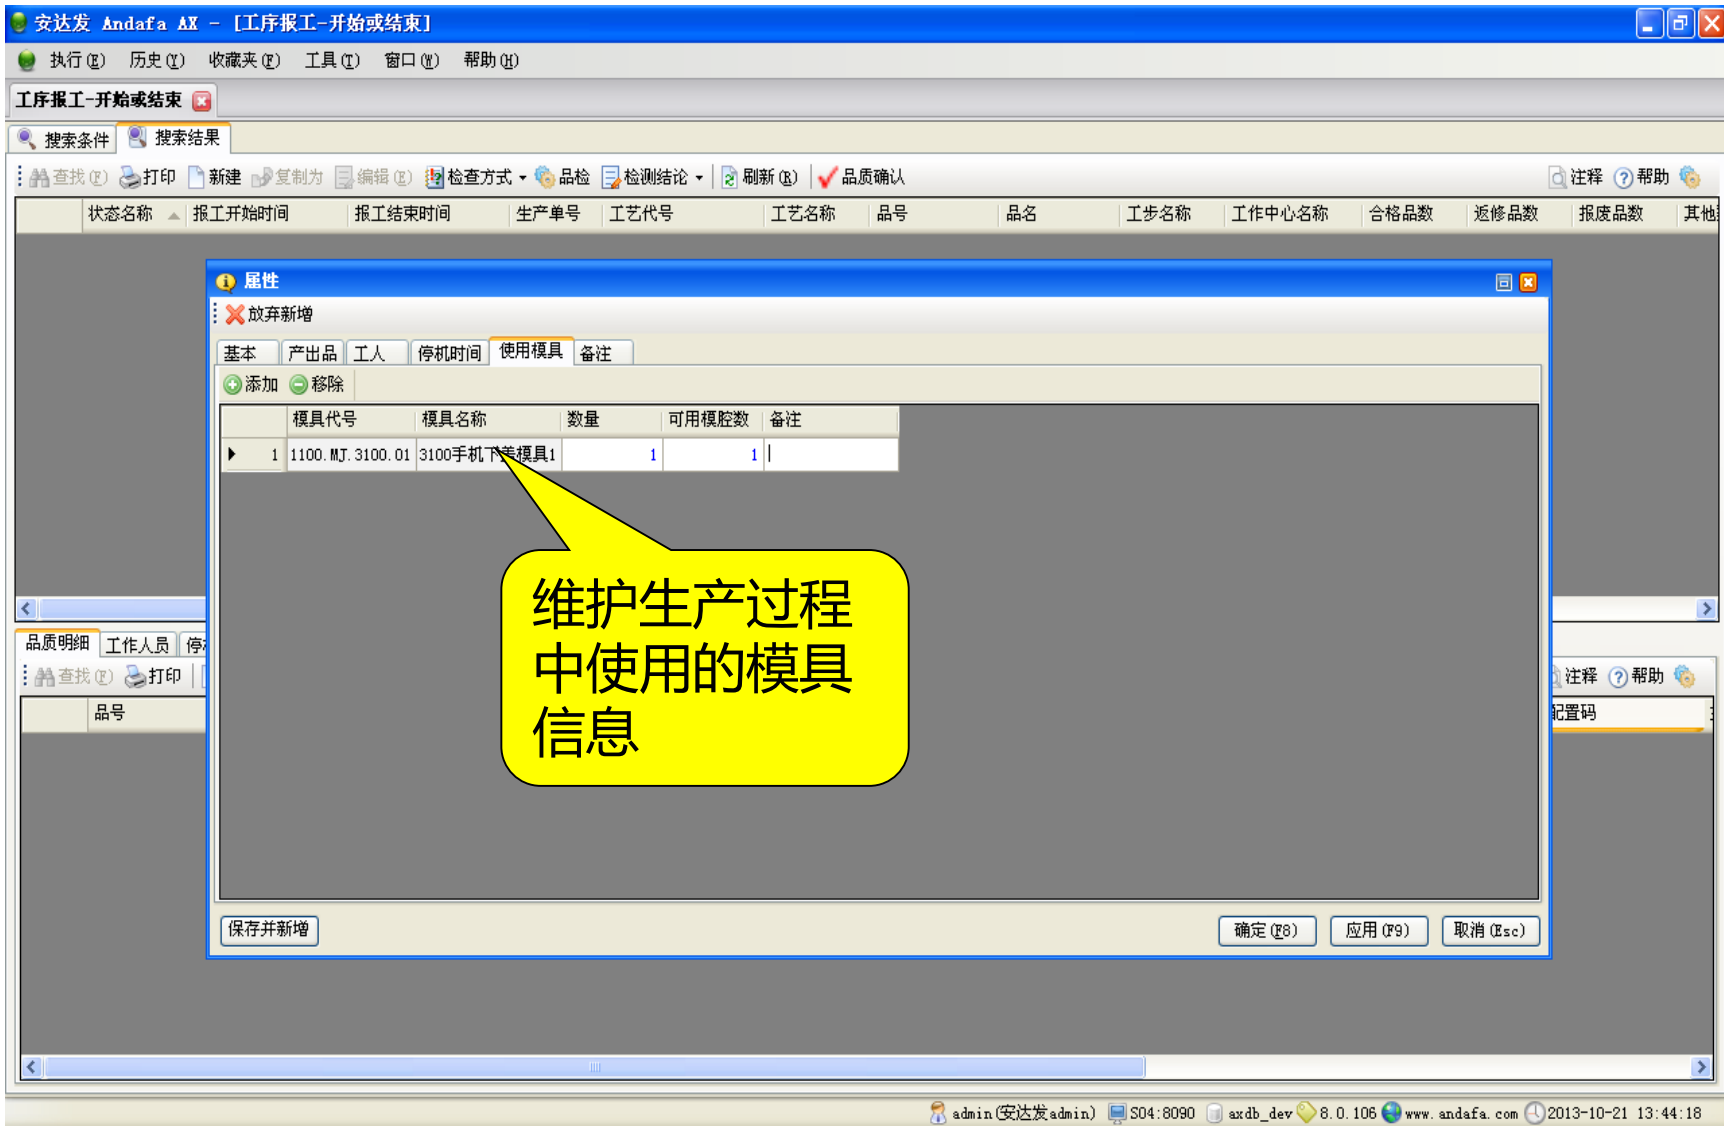 安达发 Andafa AX - [工序报工-开始或结束]
执行(E) 历史(Y) 收藏夹(F) 工具(T) 窗口(W) 帮助(H)
工序报工-开始或结束
搜索条件 搜索结果
查找(F) 打印 新建 复制为 编辑(E) 检查方式 品检 检测结论 刷新(R) 品质确认 注释 帮助
状态名称 报工开始时间 报工结束时间 生产单号 工艺代号 工艺名称 品号 品名 工步名称 工作中心名称 合格品数 返修品数 报废品数 其他
属性
放弃新增
基本 产出品 工人 停机时间 使用模具 备注
添加 移除
模具代号 模具名称 数量 可用模腔数 备注
1 1100.MJ.3100.01 3100手机下盖模具1 1 1
维护生产过程
中使用的模具
信息
品质明细 工作人员 停
查找(F) 打印 注释 帮助
品号 配置码
保存并新增 确定(F8) 应用(F9) 取消(Esc)
admin(安达发admin) S04:8090 axdb_dev 8.0.106 www.andafa.com 2013-10-21 13:44:18